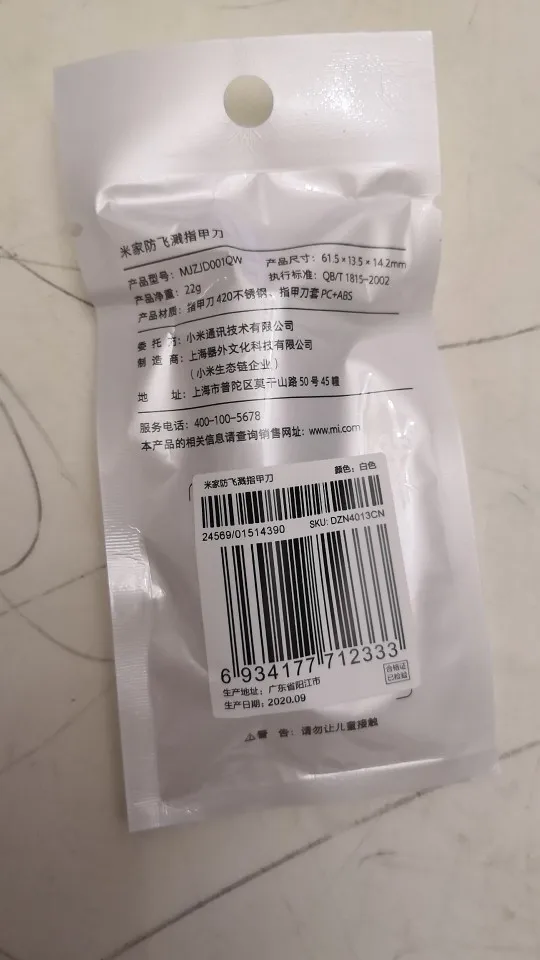 米家防飞溅指甲刀
产品型号：MJZJD001QW 产品尺寸：61.5×13.5×14.2mm
产品净重：22g 执行标准：QB/T 1815-2002
产品材质：指甲刀 420不锈钢、指甲刀套 PC+ABS
委 托 方：小米通讯技术有限公司
制 造 商：上海器外文化科技有限公司
（小米生态链企业）
地 址：上海市普陀区莫干山路 50 号 45 幢
服务电话：400-100-5678
本产品的相关信息请查询销售网址：www.mi.com
米家防飞溅指甲刀 颜色：白色
24569/01514390 SKU: DZN4013CN
6 934177 712333
生产地址：广东省阳江市
生产日期：2020.09
合格证
已检验
⚠警 告：请勿让儿童接触